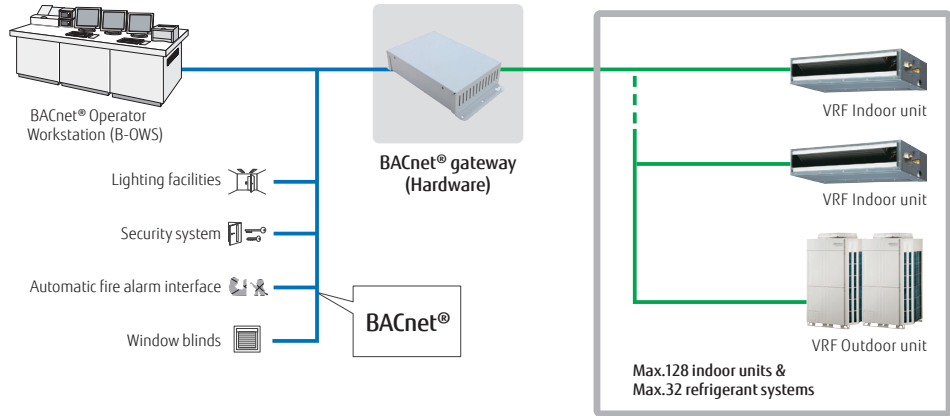 BACnet® Operator
Workstation (B-OWS)
BACnet® gateway
(Hardware)
Lighting facilities
Security system
Automatic fire alarm interface
Window blinds
BACnet®
VRF Indoor unit
VRF Indoor unit
VRF Outdoor unit
Max.128 indoor units &
Max.32 refrigerant systems